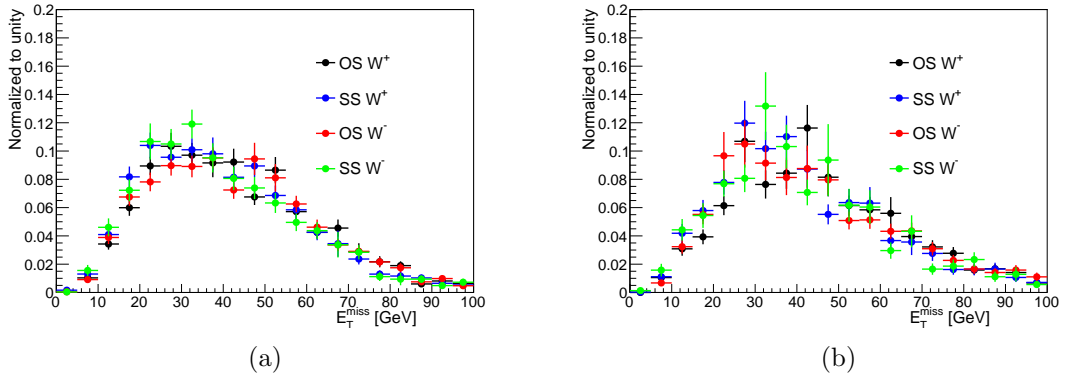 Normalized to unity
0.2
0.18
0.16
0.14
0.12
0.1
0.08
0.06
0.04
0.02
0
0 10 20 30 40 50 60 70 80 90 100
E_T^miss [GeV]
OS W⁺
SS W⁺
OS W⁻
SS W⁻
(a)
Normalized to unity
0.2
0.18
0.16
0.14
0.12
0.1
0.08
0.06
0.04
0.02
0
0 10 20 30 40 50 60 70 80 90 100
E_T^miss [GeV]
OS W⁺
SS W⁺
OS W⁻
SS W⁻
(b)